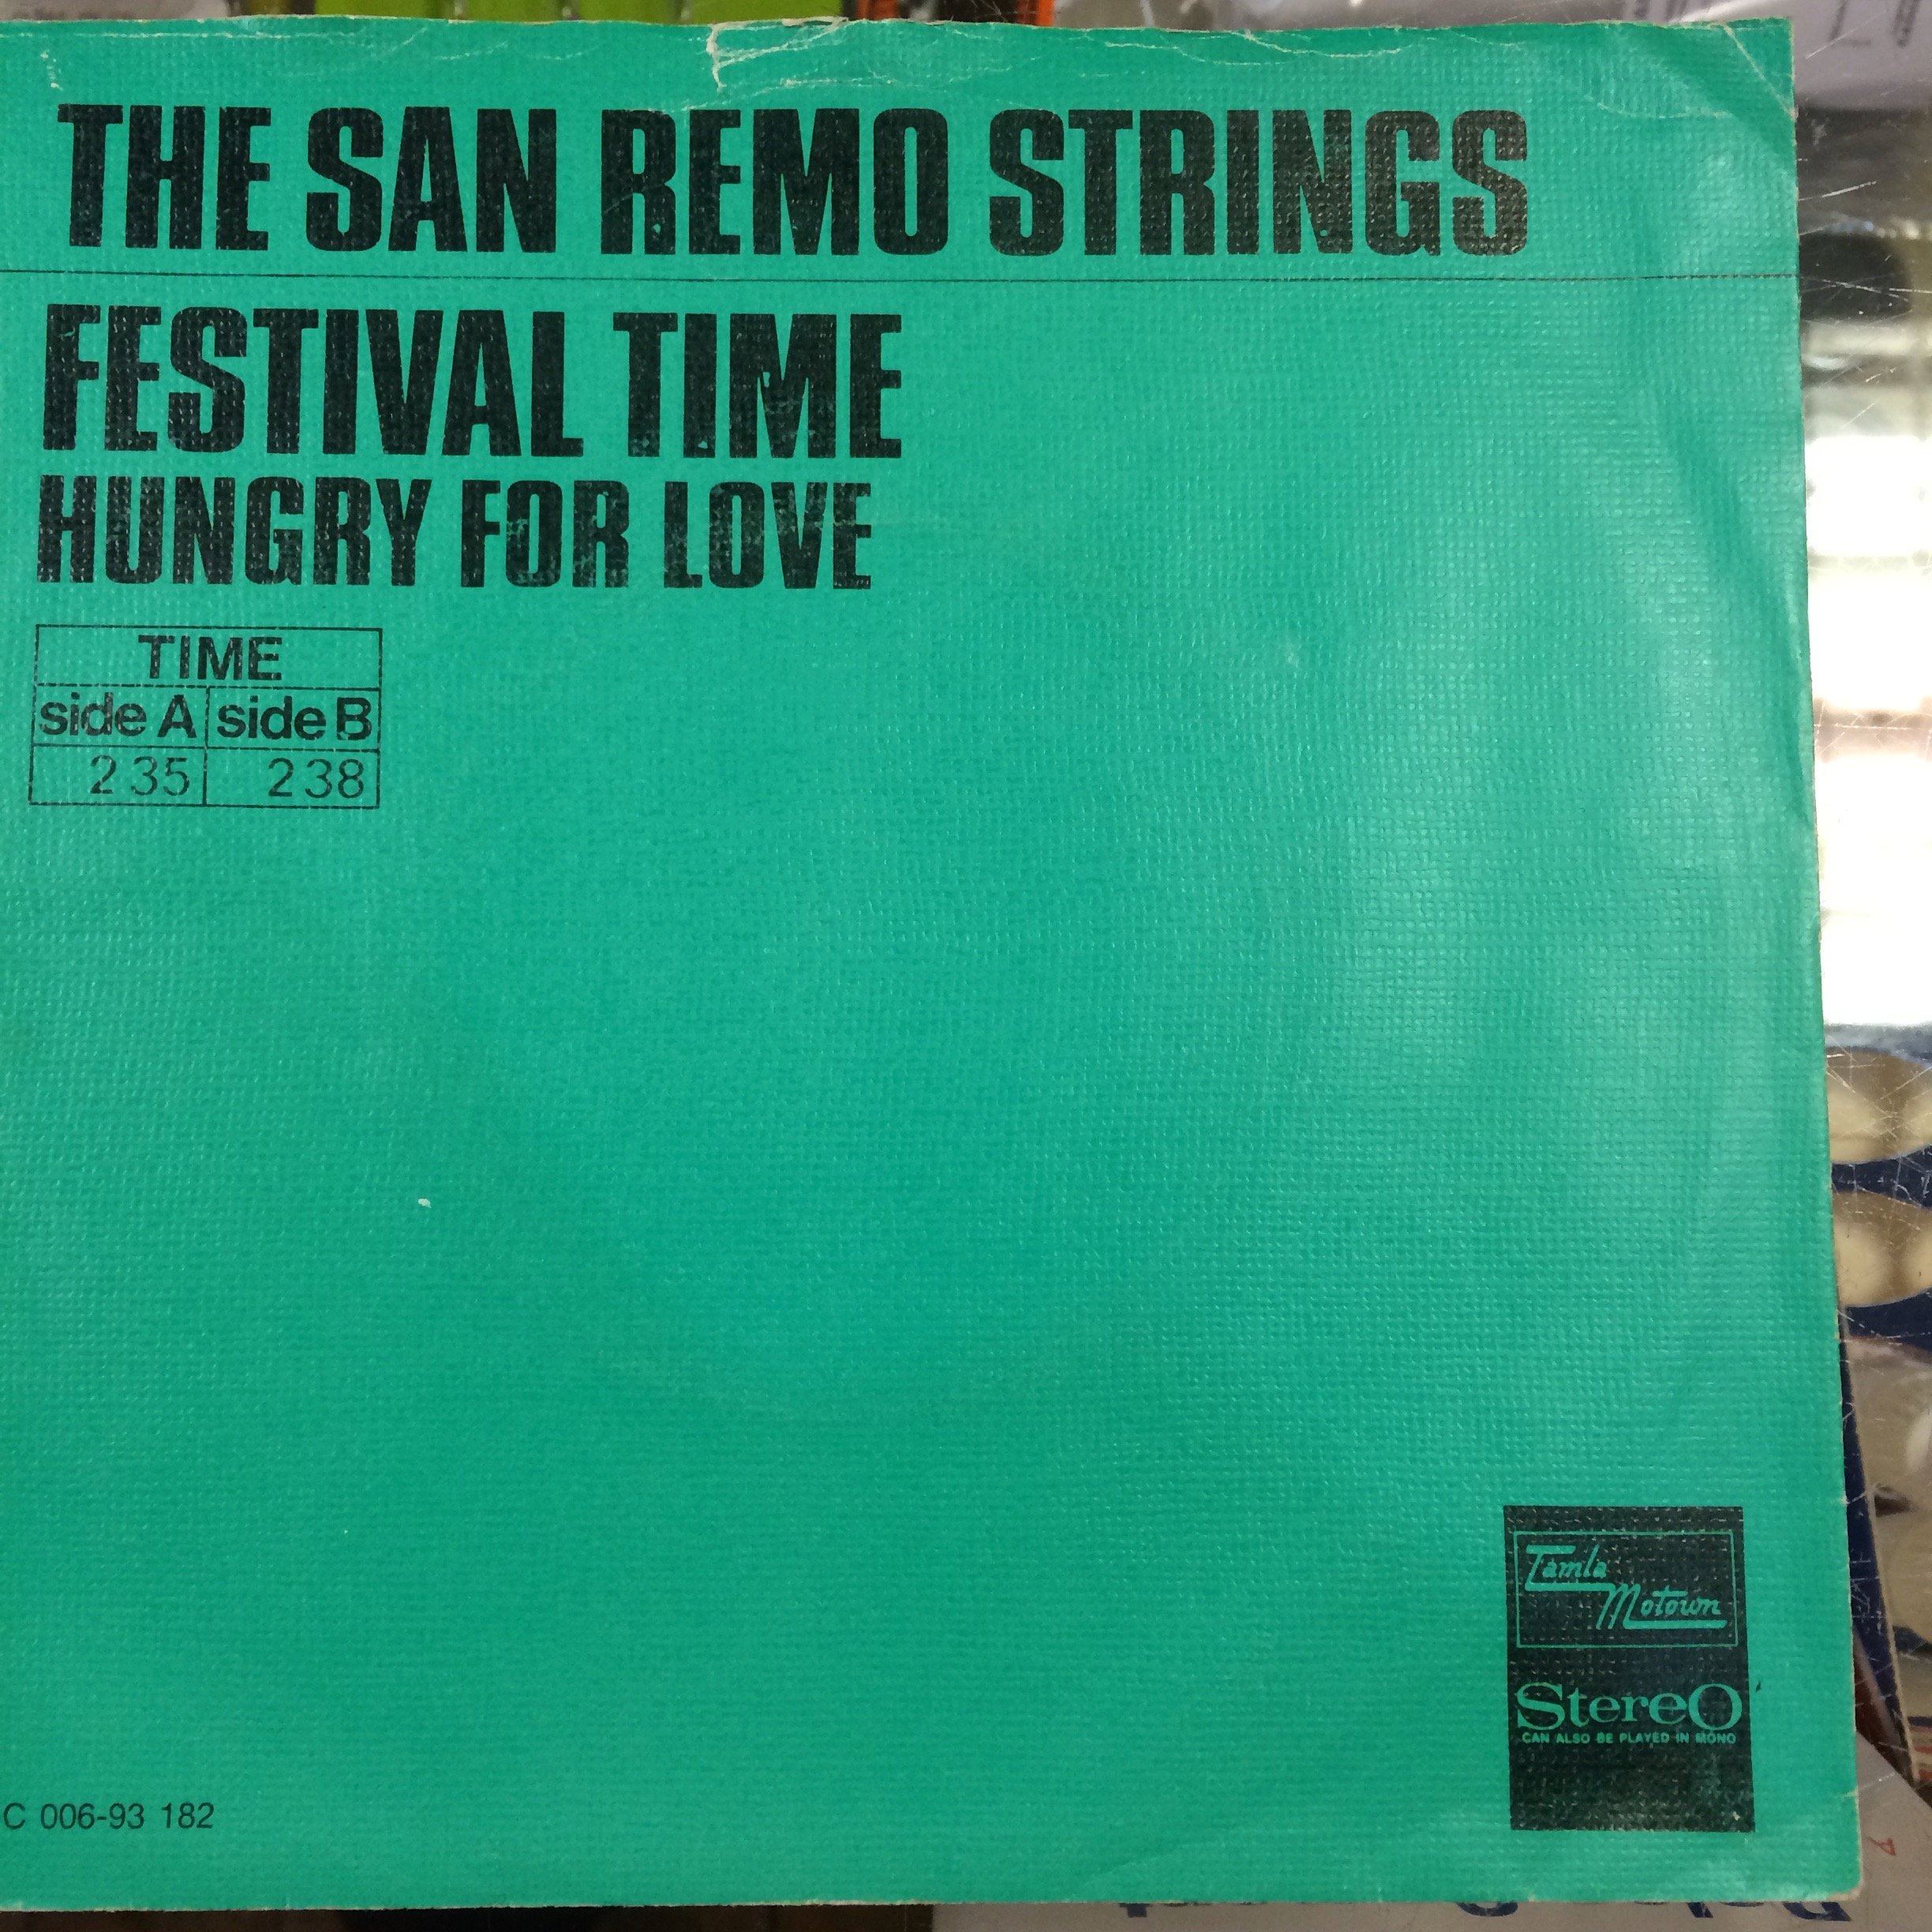 THE SAN REMO STRINGS
FESTIVAL TIME
HUNGRY FOR LOVE
TIME
side A side B
2 35 2 38
Tamla
Motown
Stereo
CAN ALSO BE PLAYED IN MONO
C 006-93 182